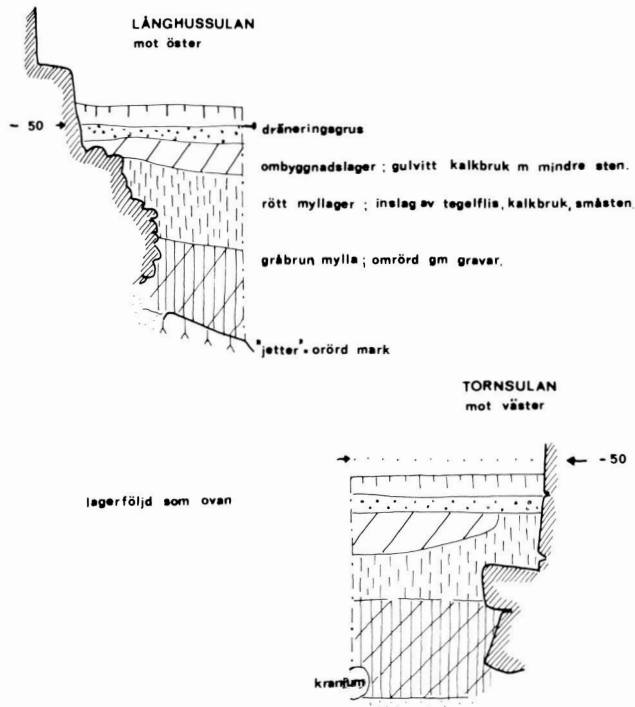 LÅNGHUSSULAN
mot öster
- 50
dräneringsgrus
ombyggnadslager ; gulvitt kalkbruk m mindre sten.
rött myllager ; inslag av tegelflis, kalkbruk, småsten.
gråbrun mylla ; omrörd gm gravar.
"jetter" = orörd mark
TORNSULAN
mot väster
- 50
lagerföljd som ovan
kranium